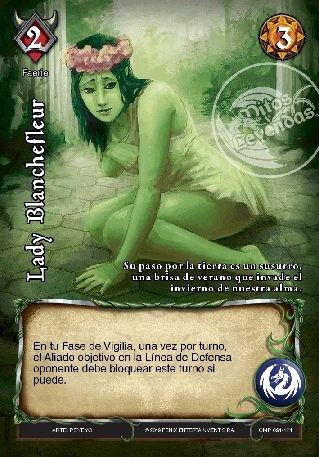 2
3
Faerie
Mitos
Leyendas
Lady Blanchefleur
Su paso por la tierra es un susurro,
una brisa de verano que invade el
invierno de nuestra alma.
En tu Fase de Vigilia, una vez por turno,
el Aliado objetivo en la Línea de Defensa
oponente debe bloquear este turno si
puede.